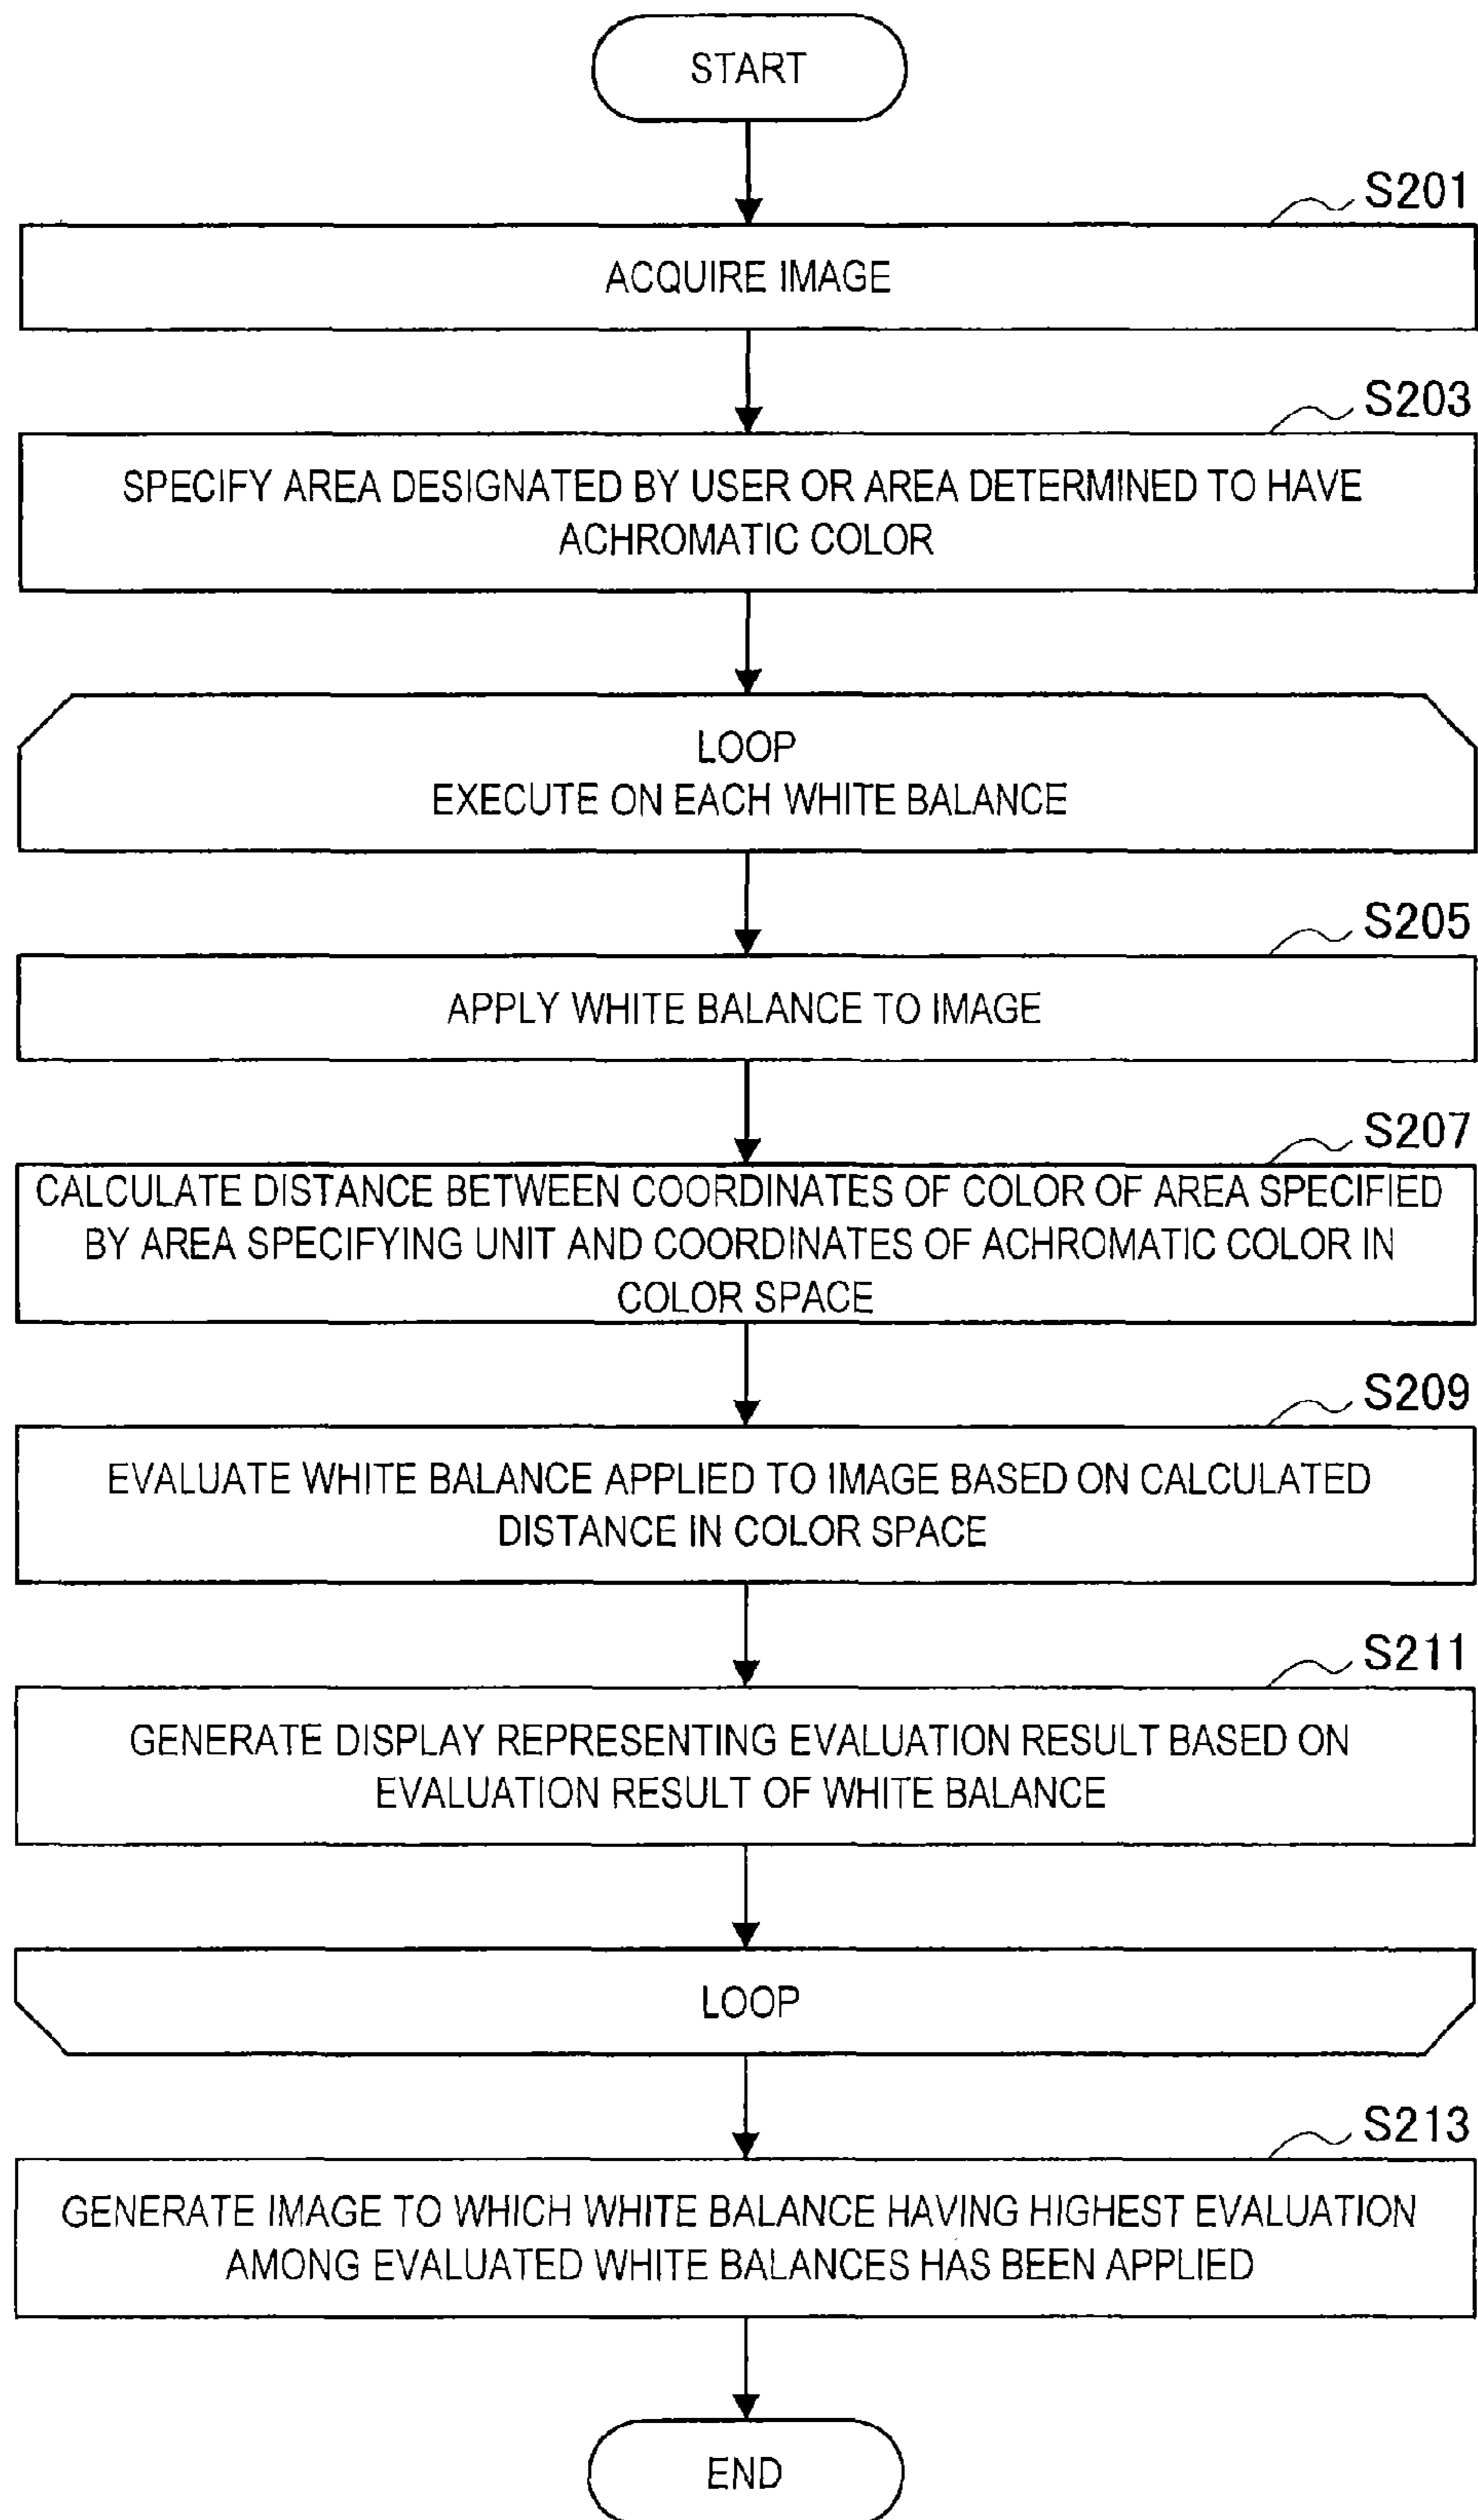 START
S201
ACQUIRE IMAGE
S203
SPECIFY AREA DESIGNATED BY USER OR AREA DETERMINED TO HAVE
ACHROMATIC COLOR
LOOP
EXECUTE ON EACH WHITE BALANCE
S205
APPLY WHITE BALANCE TO IMAGE
S207
CALCULATE DISTANCE BETWEEN COORDINATES OF COLOR OF AREA SPECIFIED
BY AREA SPECIFYING UNIT AND COORDINATES OF ACHROMATIC COLOR IN
COLOR SPACE
S209
EVALUATE WHITE BALANCE APPLIED TO IMAGE BASED ON CALCULATED
DISTANCE IN COLOR SPACE
S211
GENERATE DISPLAY REPRESENTING EVALUATION RESULT BASED ON
EVALUATION RESULT OF WHITE BALANCE
LOOP
S213
GENERATE IMAGE TO WHICH WHITE BALANCE HAVING HIGHEST EVALUATION
AMONG EVALUATED WHITE BALANCES HAS BEEN APPLIED
END